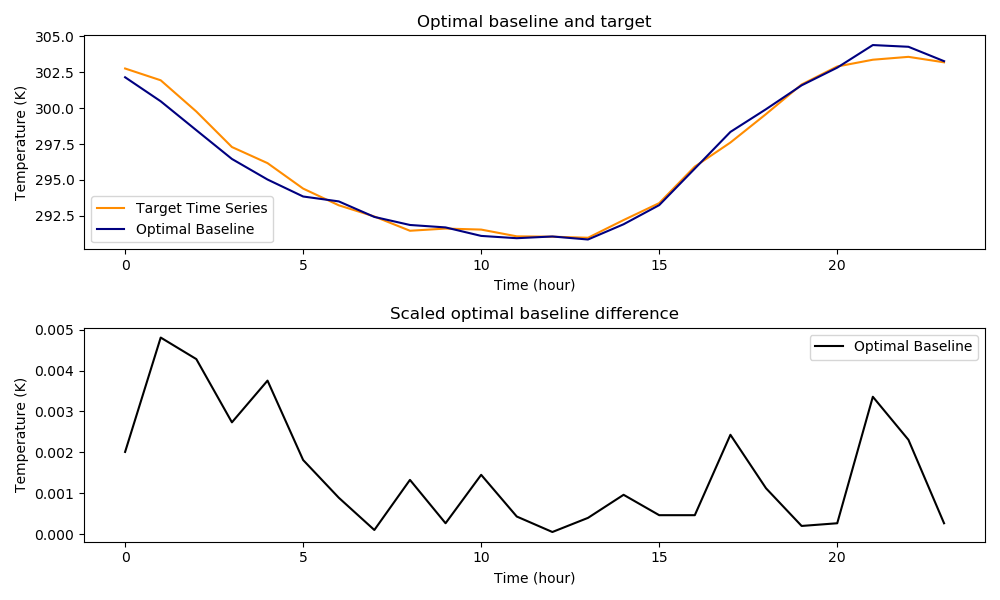 Optimal baseline and target
Temperature (K)
305.0
302.5
300.0
297.5
295.0
292.5
Target Time Series
Optimal Baseline
0 5 10 15 20
Time (hour)
Scaled optimal baseline difference
Temperature (K)
0.005
0.004
0.003
0.002
0.001
0.000
Optimal Baseline
0 5 10 15 20
Time (hour)